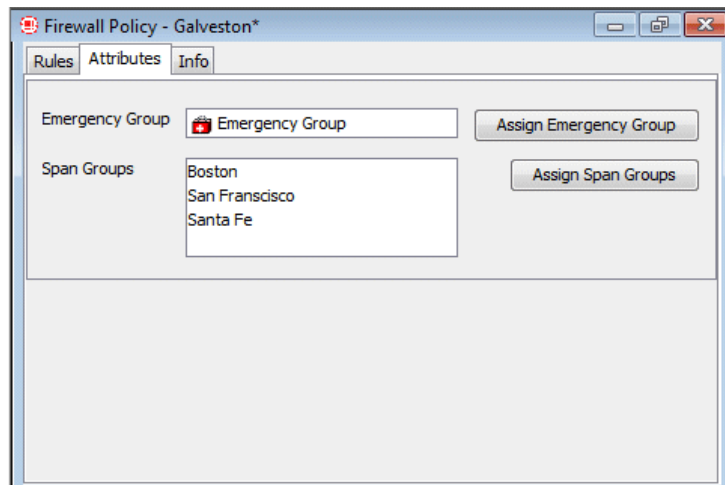 Firewall Policy - Galveston*
Rules Attributes Info
Emergency Group Emergency Group Assign Emergency Group
Span Groups Boston Assign Span Groups
San Franscisco
Santa Fe